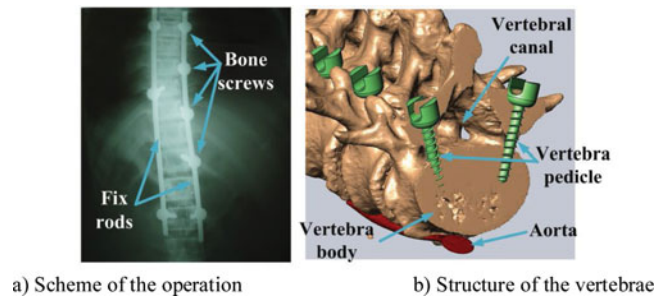 Bone
screws
Fix
rods
Vertebral
canal
Vertebra
pedicle
Vertebra
body
Aorta
a) Scheme of the operation
b) Structure of the vertebrae